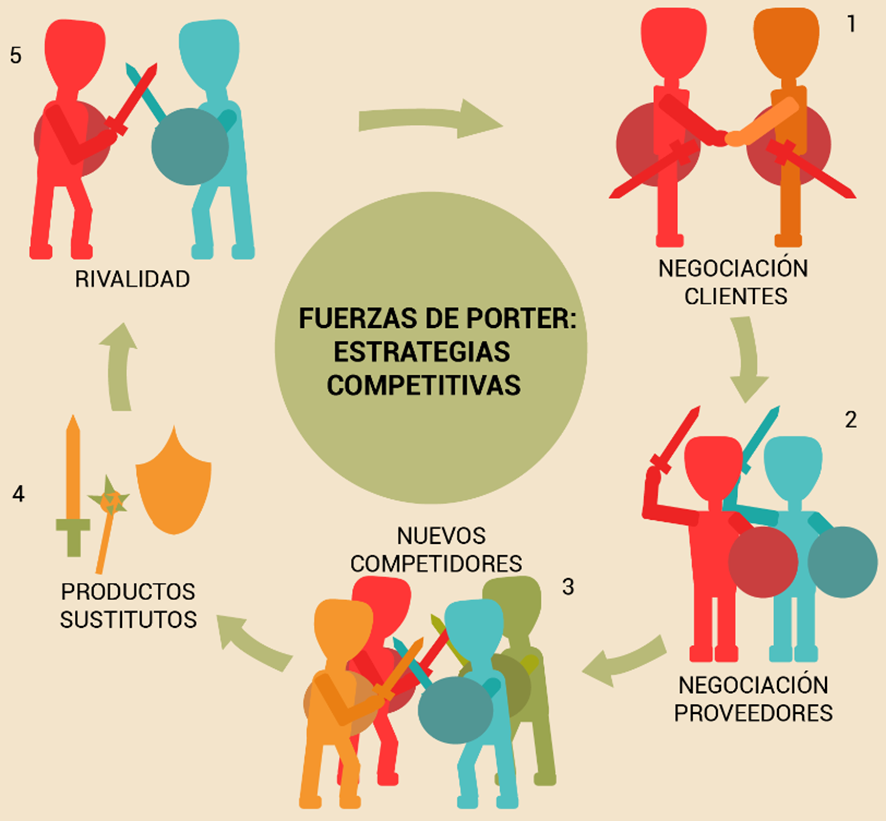 FUERZAS DE PORTER:
ESTRATEGIAS
COMPETITIVAS
1
NEGOCIACIÓN
CLIENTES
2
NEGOCIACIÓN
PROVEEDORES
3
NUEVOS
COMPETIDORES
4
PRODUCTOS
SUSTITUTOS
5
RIVALIDAD